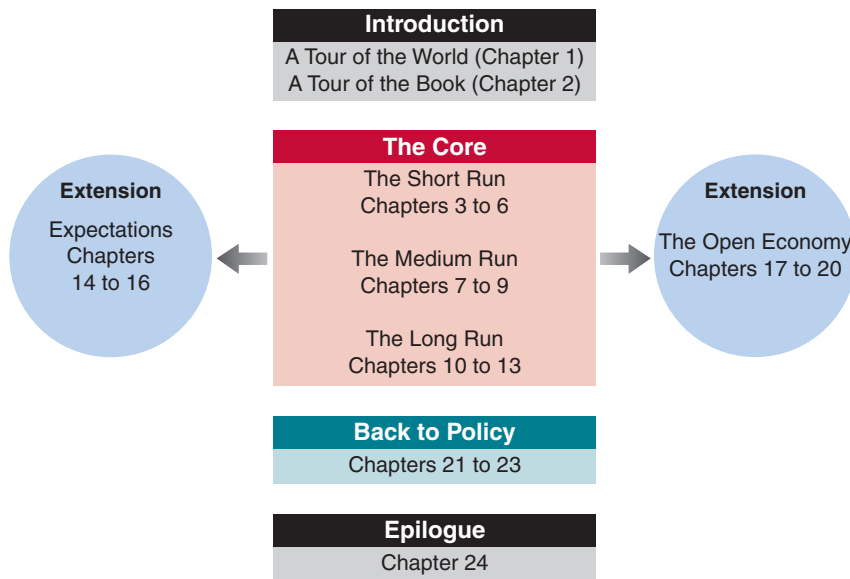 Introduction
A Tour of the World (Chapter 1)
A Tour of the Book (Chapter 2)
The Core
The Short Run
Chapters 3 to 6
The Medium Run
Chapters 7 to 9
The Long Run
Chapters 10 to 13
Extension
Expectations
Chapters
14 to 16
Extension
The Open Economy
Chapters 17 to 20
Back to Policy
Chapters 21 to 23
Epilogue
Chapter 24